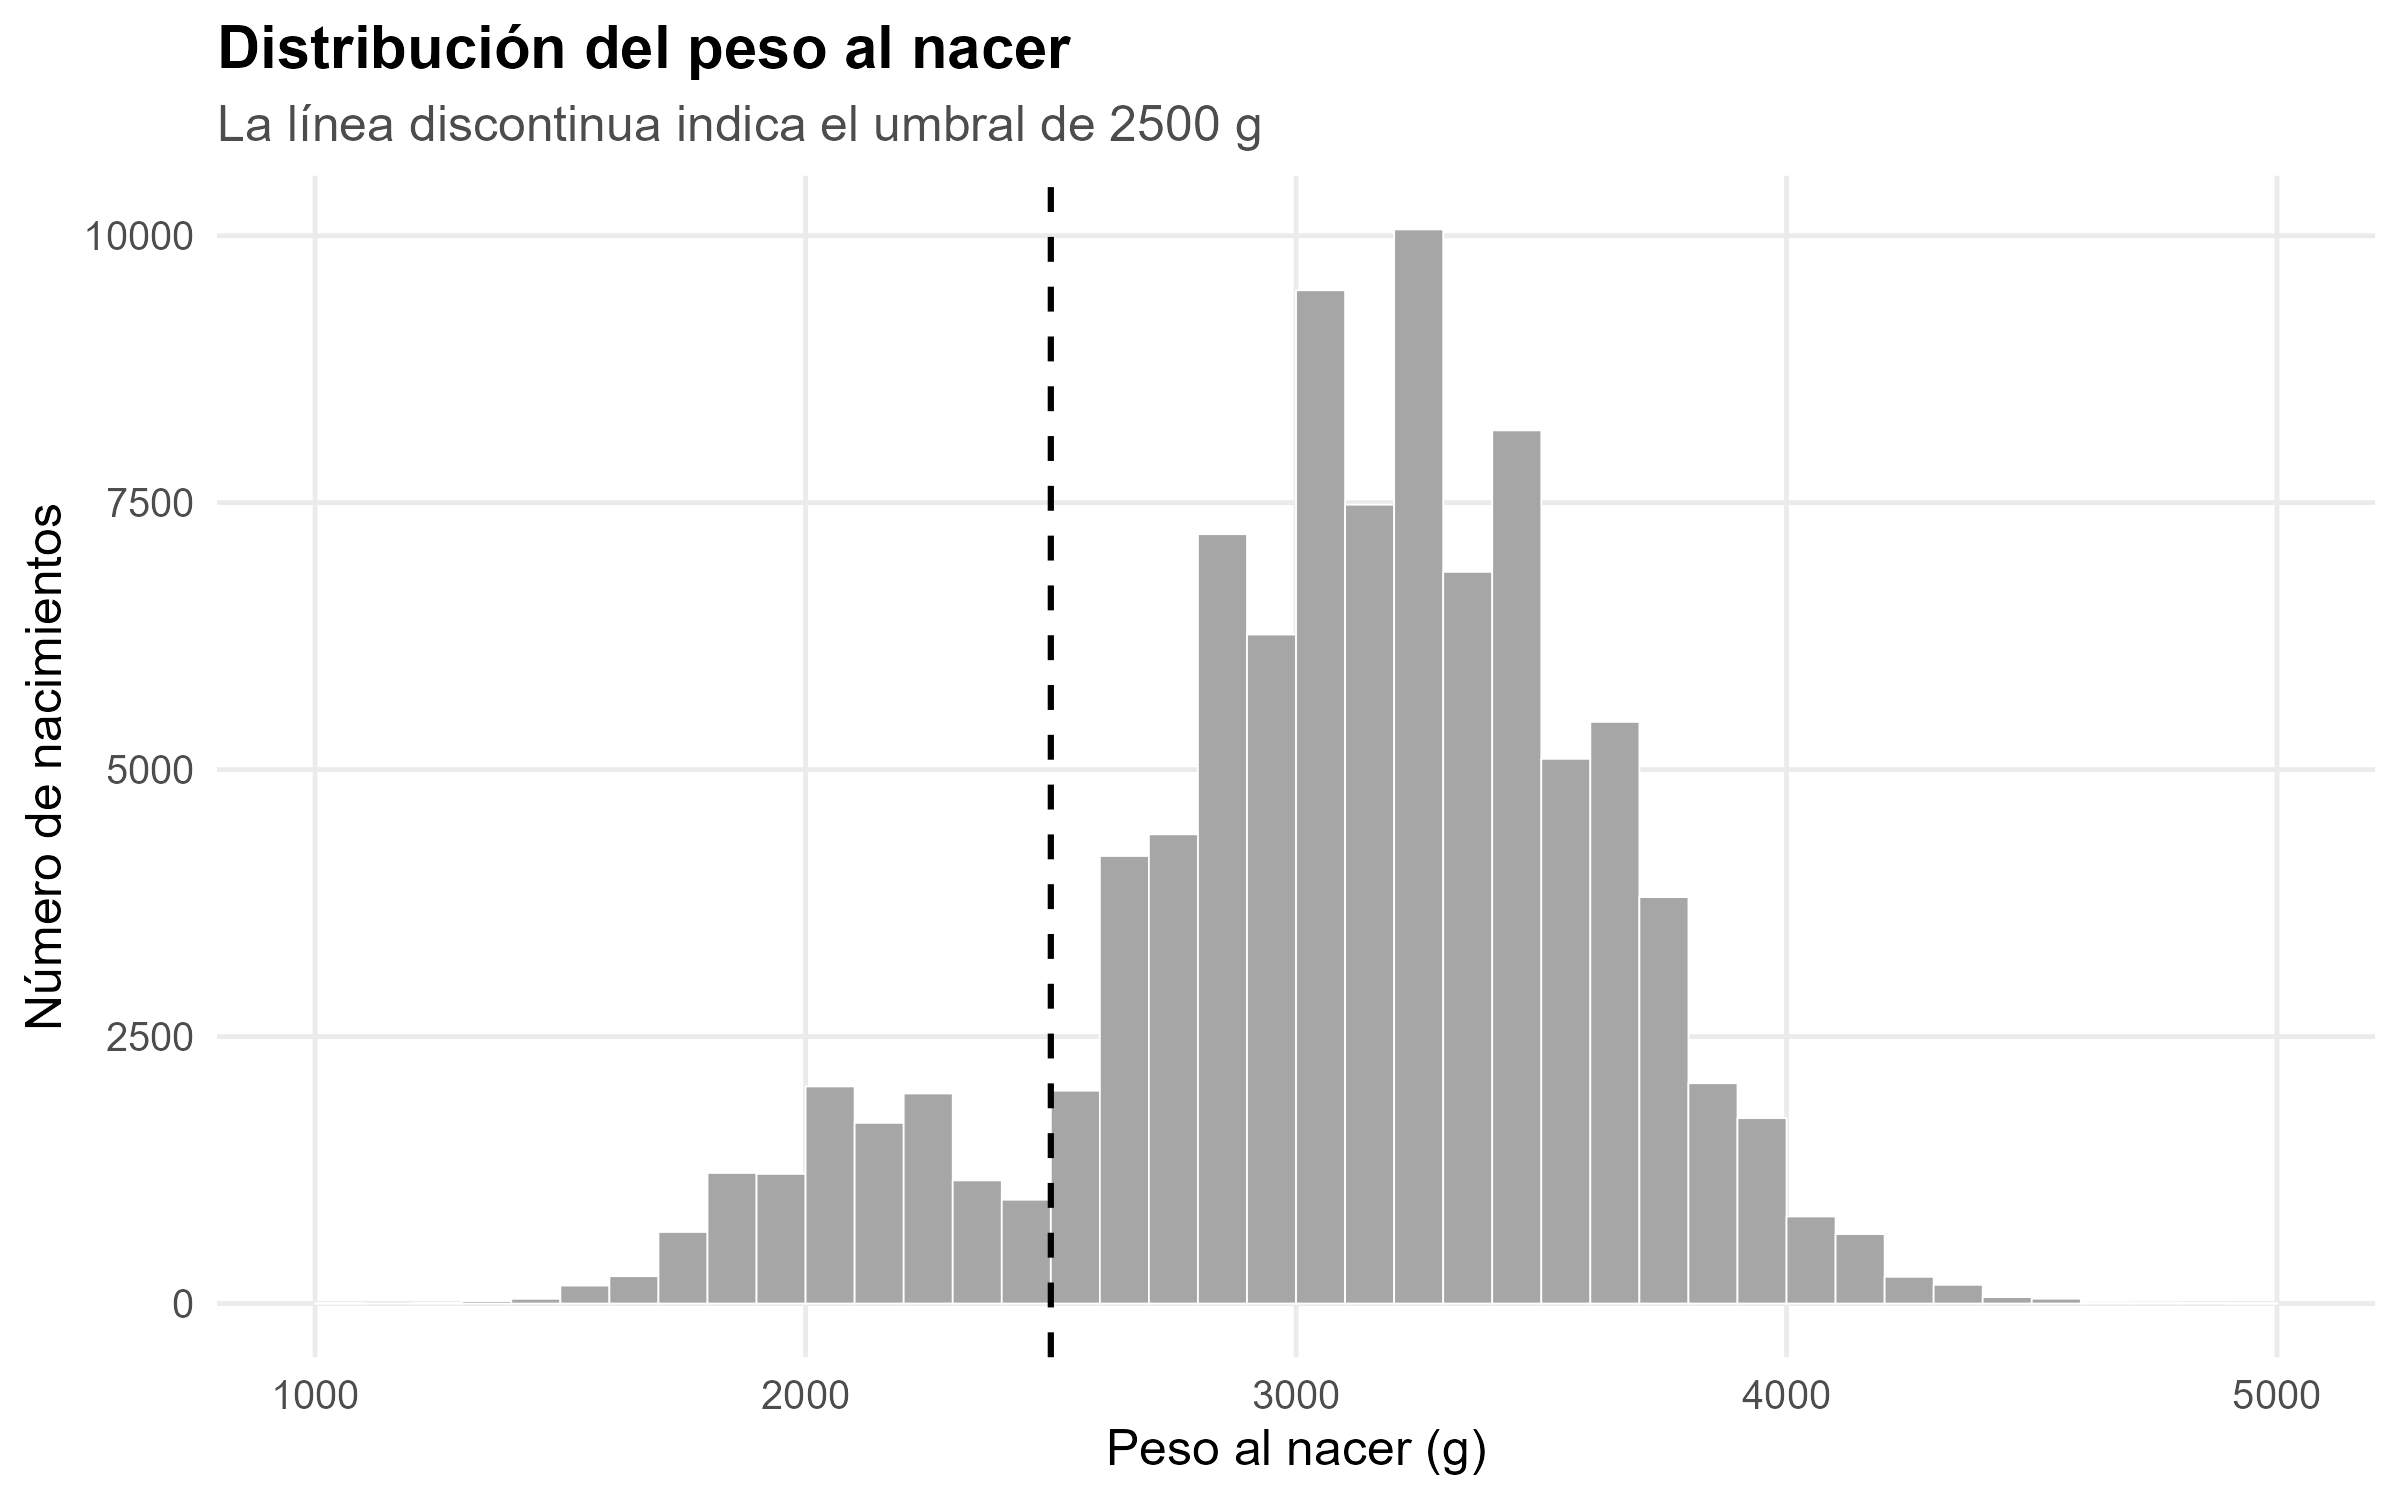 Distribución del peso al nacer
La línea discontinua indica el umbral de 2500 g
Número de nacimientos
10000
7500
5000
2500
0
1000 2000 3000 4000 5000
Peso al nacer (g)